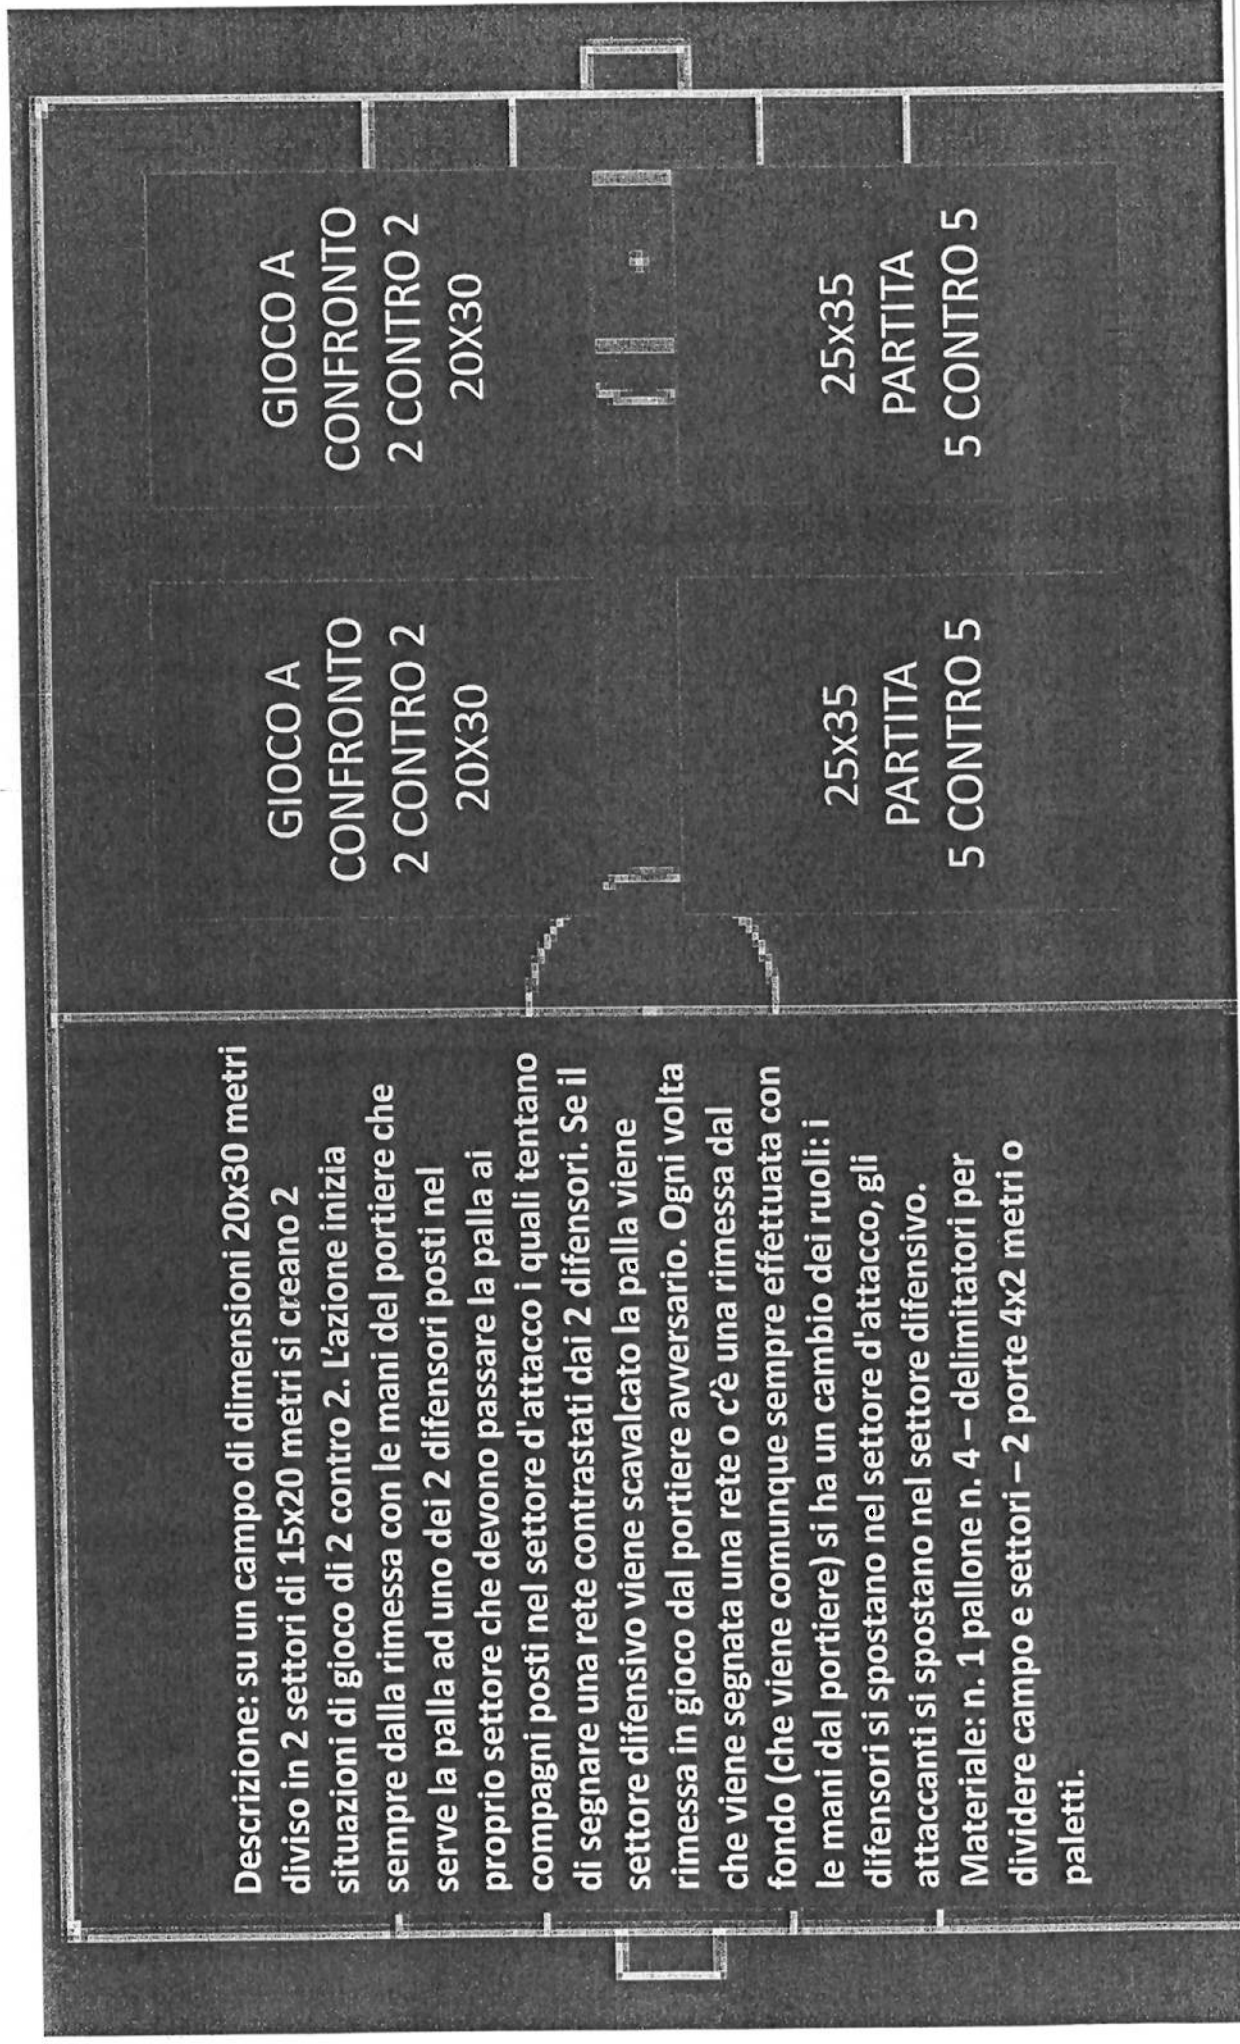 Descrizione: su un campo di dimensioni 20x30 metri
diviso in 2 settori di 15x20 metri si creano 2
situazioni di gioco di 2 contro 2. L'azione inizia
sempre dalla rimessa con le mani del portiere che
serve la palla ad uno dei 2 difensori posti nel
proprio settore che devono passare la palla ai
compagni posti nel settore d'attacco i quali tentano
di segnare una rete contrastati dai 2 difensori. Se il
settore difensivo viene scavalcato la palla viene
rimessa in gioco dal portiere avversario. Ogni volta
che viene segnata una rete o c'è una rimessa dal
fondo (che viene comunque sempre effettuata con
le mani dal portiere) si ha un cambio dei ruoli: i
difensori si spostano nel settore d'attacco, gli
attaccanti si spostano nel settore difensivo.
Materiale: n. 1 pallone n. 4 – delimitatori per
dividere campo e settori – 2 porte 4x2 metri o
paletti.
GIOCO A
CONFRONTO
2 CONTRO 2
20X30
GIOCO A
CONFRONTO
2 CONTRO 2
20X30
25x35
PARTITA
5 CONTRO 5
25x35
PARTITA
5 CONTRO 5